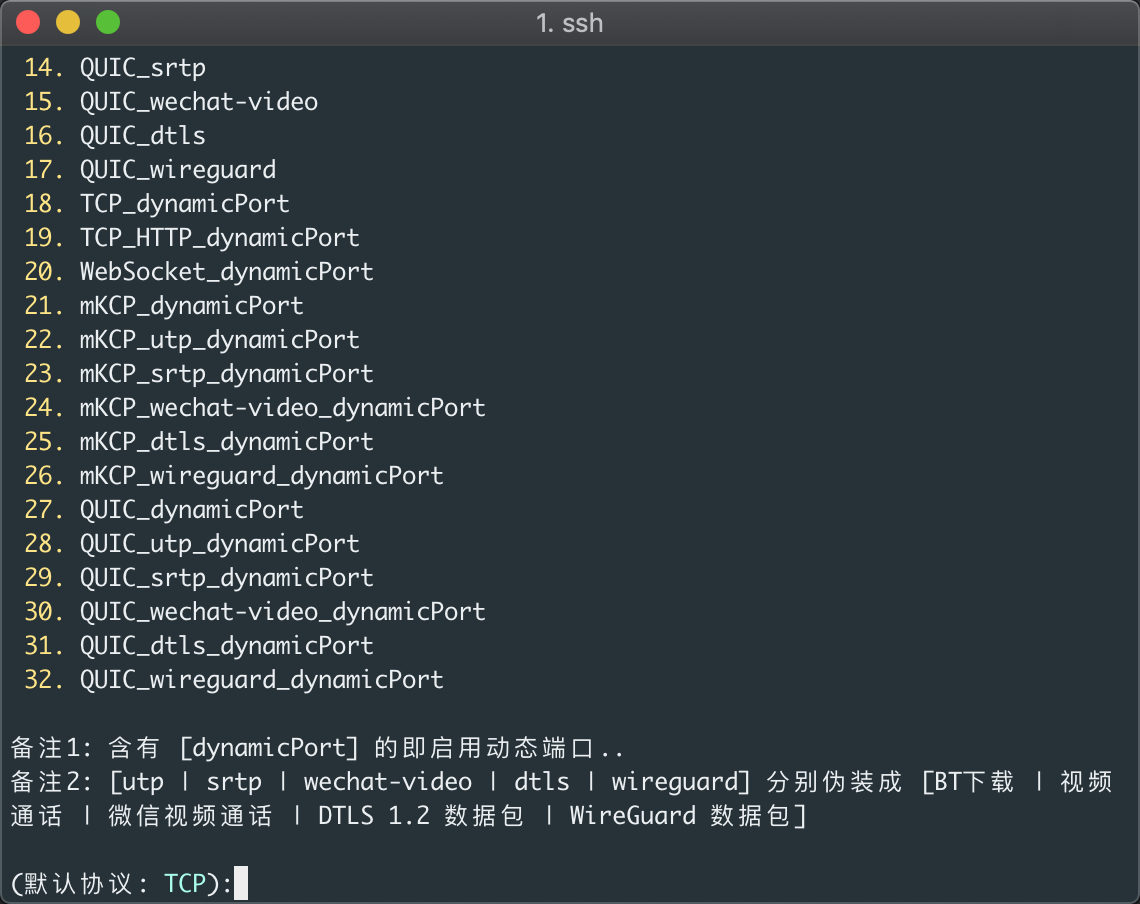 1. ssh
14. QUIC_srtp
15. QUIC_wechat-video
16. QUIC_dtls
17. QUIC_wireguard
18. TCP_dynamicPort
19. TCP_HTTP_dynamicPort
20. WebSocket_dynamicPort
21. mKCP_dynamicPort
22. mKCP_utp_dynamicPort
23. mKCP_srtp_dynamicPort
24. mKCP_wechat-video_dynamicPort
25. mKCP_dtls_dynamicPort
26. mKCP_wireguard_dynamicPort
27. QUIC_dynamicPort
28. QUIC_utp_dynamicPort
29. QUIC_srtp_dynamicPort
30. QUIC_wechat-video_dynamicPort
31. QUIC_dtls_dynamicPort
32. QUIC_wireguard_dynamicPort
备注1: 含有 [dynamicPort] 的即启用动态端口..
备注2: [utp | srtp | wechat-video | dtls | wireguard] 分别伪装成 [BT下载 | 视频
通话 | 微信视频通话 | DTLS 1.2 数据包 | WireGuard 数据包]
(默认协议: TCP):